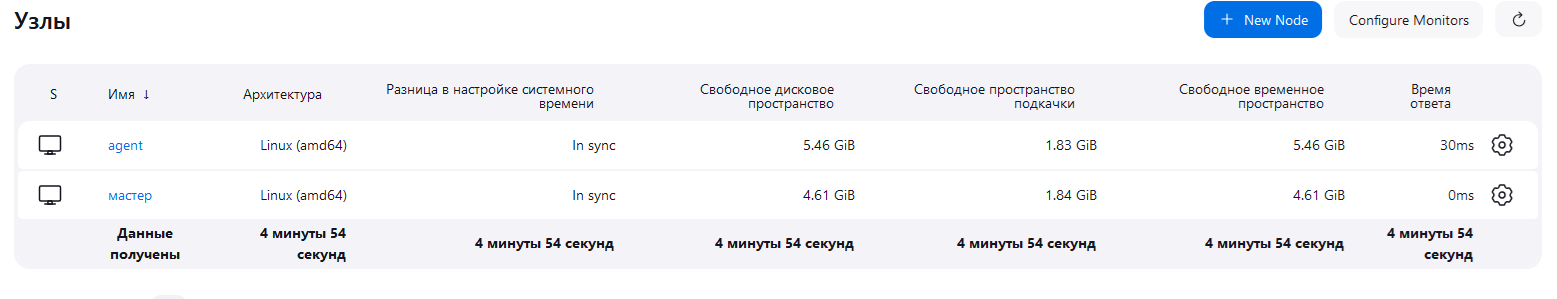 Узлы
New Node
Configure Monitors
S
Имя ↓
Архитектура
Разница в настройке системного
времени
Свободное дисковое
пространство
Свободное пространство
подкачки
Свободное временное
пространство
Время
ответа
agent
Linux (amd64)
In sync
5.46 GiB
1.83 GiB
5.46 GiB
30ms
мастер
Linux (amd64)
In sync
4.61 GiB
1.84 GiB
4.61 GiB
0ms
Данные
получены
4 минуты 54
секунд
4 минуты 54 секунд
4 минуты 54 секунд
4 минуты 54 секунд
4 минуты 54 секунд
4 минуты 54
секунд